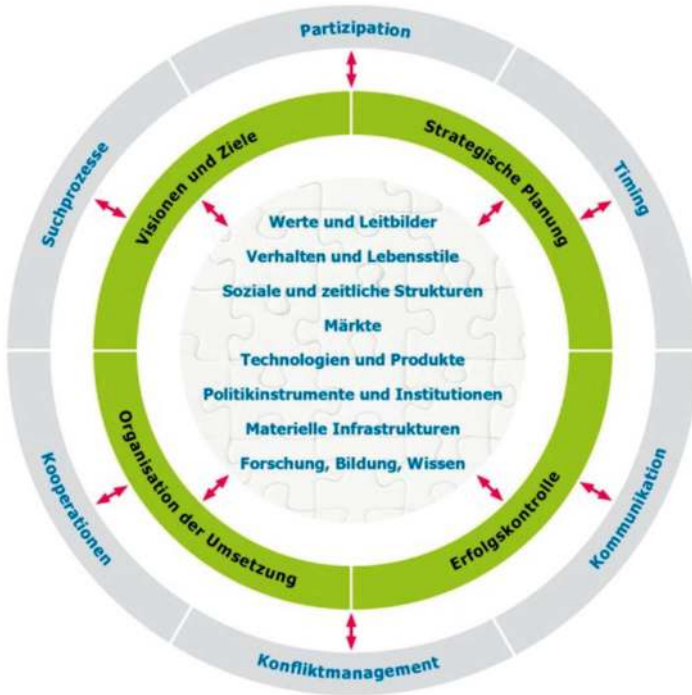 Partizipation
Suchprozesse
Timing
Visionen und Ziele
Strategische Planung
Werte und Leitbilder
Verhalten und Lebensstile
Soziale und zeitliche Strukturen
Märkte
Technologien und Produkte
Politikinstrumente und Institutionen
Materielle Infrastrukturen
Forschung, Bildung, Wissen
Organisation der Umsetzung
Erfolgskontrolle
Kooperationen
Kommunikation
Konfliktmanagement